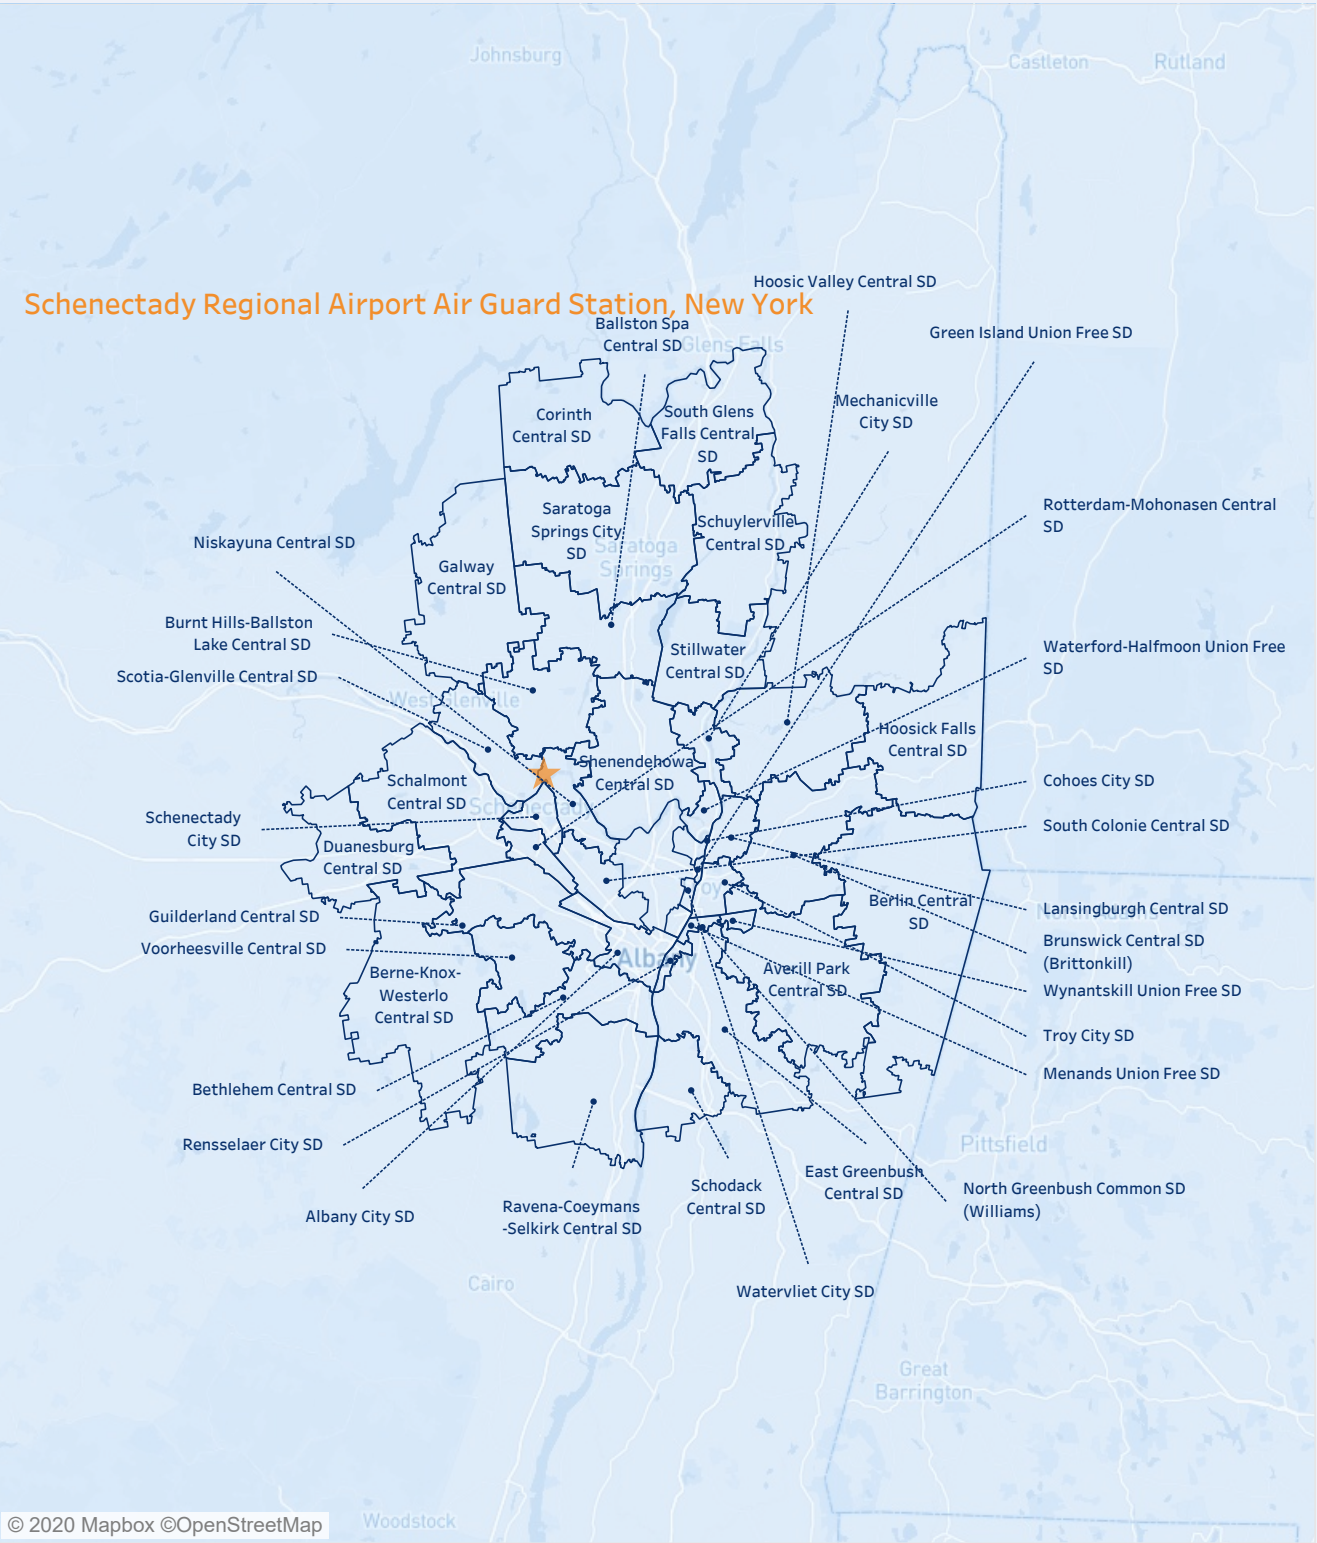 Johnsburg
Castleton
Rutland
Hoosic Valley Central SD
Schenectady Regional Airport Air Guard Station, New York
Ballston Spa
Central SD
Glens Falls
Green Island Union Free SD
Mechanicville
City SD
Corinth
Central SD
South Glens
Falls Central
SD
Saratoga
Springs City
SD
Schuylerville
Central SD
Rotterdam-Mohonasen Central
SD
Niskayuna Central SD
Saratoga
Springs
Galway
Central SD
Burnt Hills-Ballston
Lake Central SD
Stillwater
Central SD
Waterford-Halfmoon Union Free
SD
Scotia-Glenville Central SD
West Glenville
Hoosick Falls
Central SD
Shenendehowa
Central SD
Schalmont
Central SD
Cohoes City SD
Schenectady
Schenectady
City SD
South Colonie Central SD
Duanesburg
Central SD
Troy
Berlin Central
SD
Lansingburgh Central SD
North Adams
Guilderland Central SD
Brunswick Central SD
(Brittonkill)
Voorheesville Central SD
Albany
Berne-Knox-
Westerlo
Central SD
Averill Park
Central SD
Wynantskill Union Free SD
Troy City SD
Menands Union Free SD
Bethlehem Central SD
Rensselaer City SD
Pittsfield
East Greenbush
Central SD
Schodack
Central SD
North Greenbush Common SD
(Williams)
Albany City SD
Ravena-Coeymans
-Selkirk Central SD
Cairo
Watervliet City SD
Great
Barrington
Woodstock
© 2020 Mapbox ©OpenStreetMap